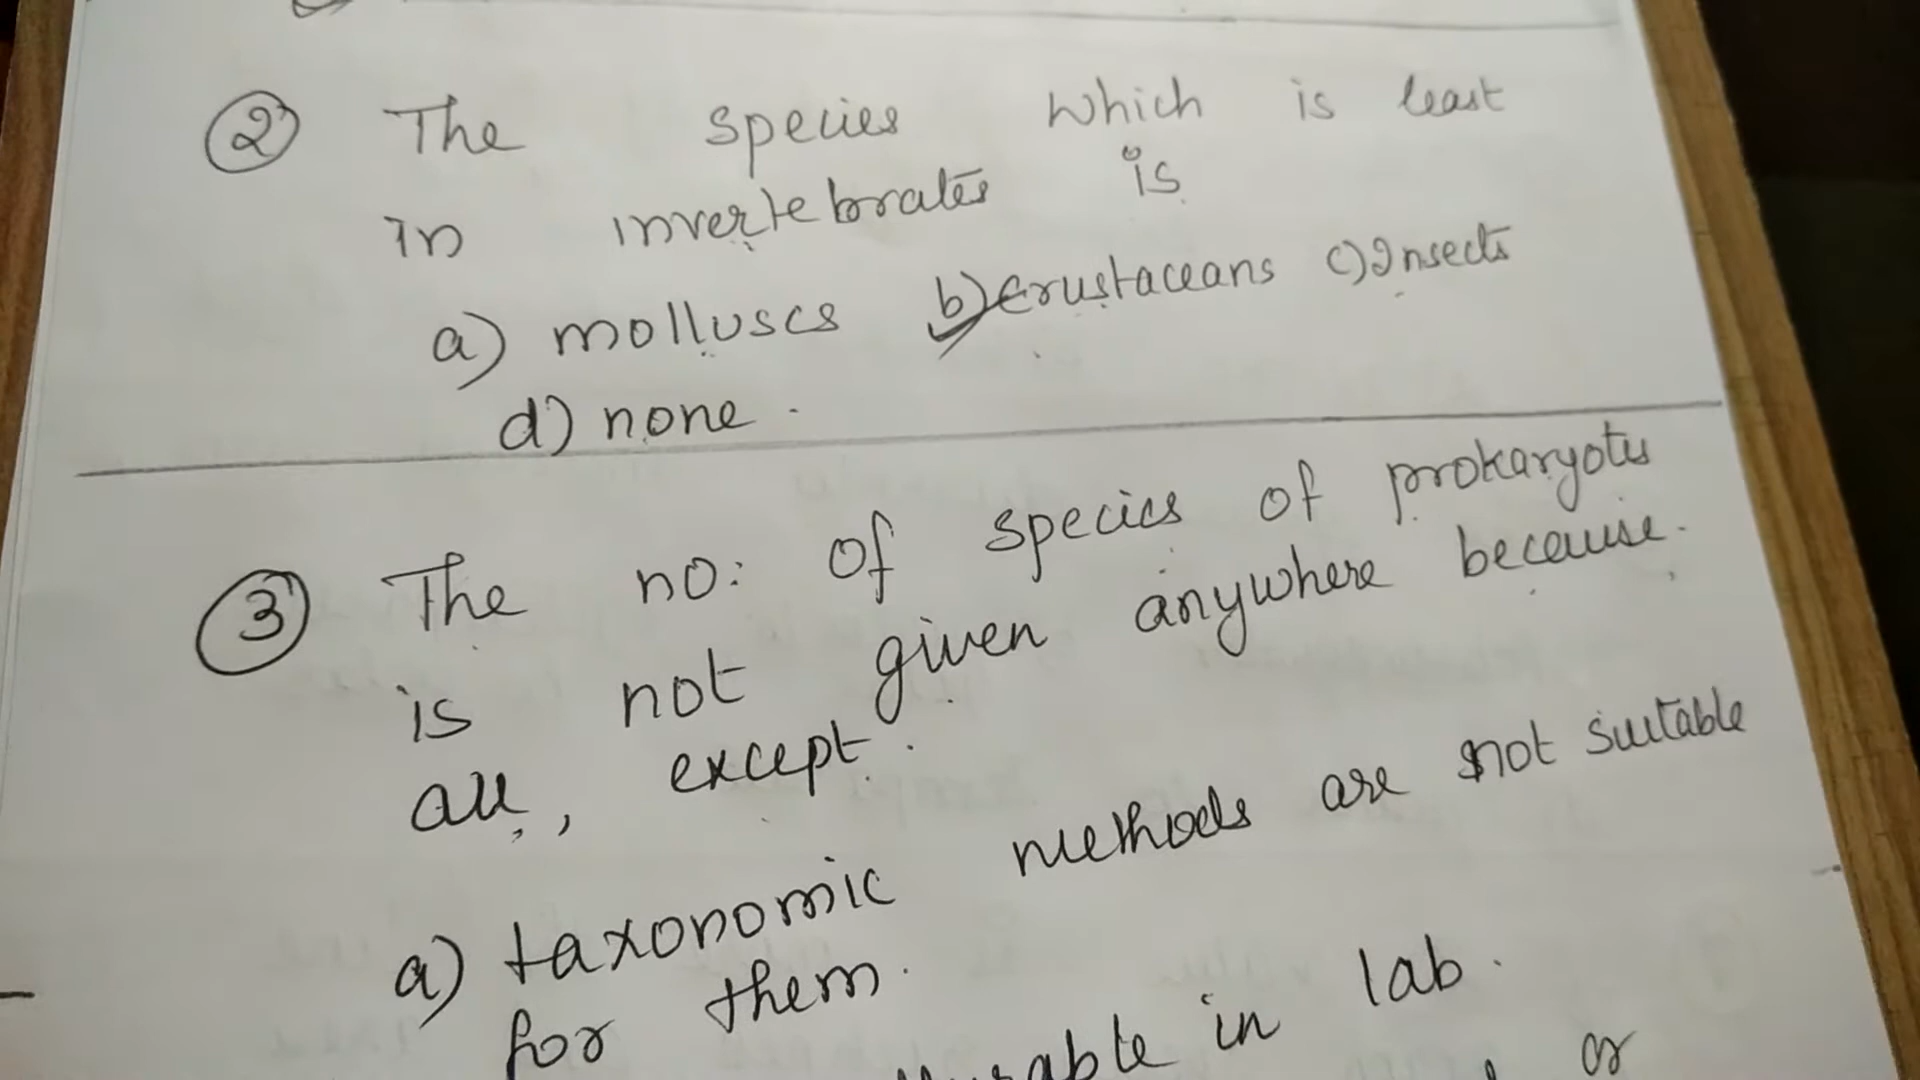 2 The species which is least
in invertebrates is
a) molluscs b) Crustaceans c) Insects
d) none.
3 The no: of species of prokaryotes
is not given anywhere because.
all, except.
a) taxonomic methods are not suitable
for them.
in lab.
or